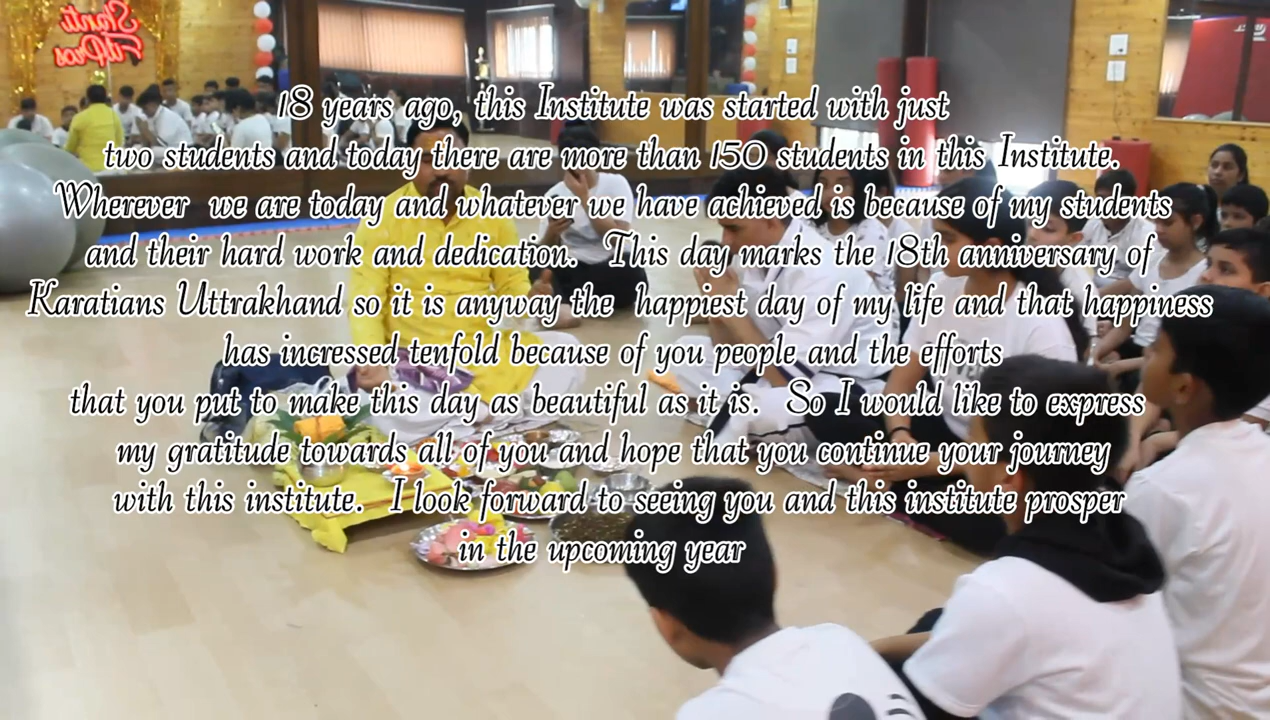 Shanti
FitPros
18 years ago, this Institute was started with just
two students and today there are more than 150 students in this Institute.
Wherever we are today and whatever we have achieved is because of my students
and their hard work and dedication. This day marks the 18th anniversary of
Karatians Uttrakhand so it is anyway the happiest day of my life and that happiness
has incressed tenfold because of you people and the efforts
that you put to make this day as beautiful as it is. So I would like to express
my gratitude towards all of you and hope that you continue your journey
with this institute. I look forward to seeing you and this institute prosper
in the upcoming year